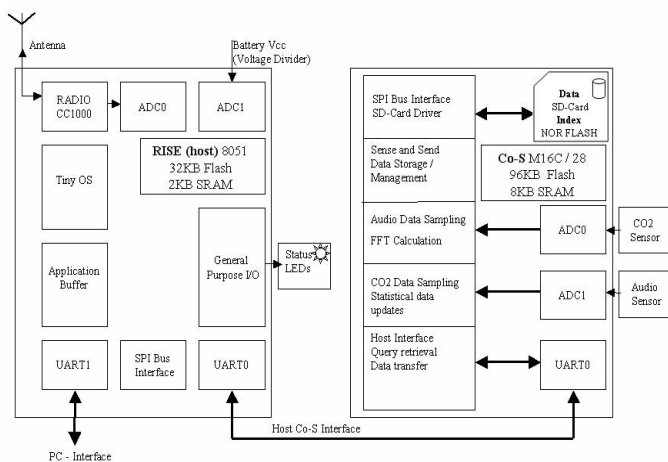 Antenna
Battery Vcc
(Voltage Divider)
RADIO
CC1000
ADC0
ADC1
RISE (host) 8051
32KB Flash
2KB SRAM
Tiny OS
Application
Buffer
General
Purpose I/O
Status
LEDs
UART1
SPI Bus
Interface
UART0
PC - Interface
Host Co-S Interface
SPI Bus Interface
SD-Card Driver
Data
SD-Card
Index
NOR FLASH
Sense and Send
Data Storage /
Management
Co-S M16C / 28
96KB Flash
8KB SRAM
Audio Data Sampling
FFT Calculation
ADC0
CO2
Sensor
CO2 Data Sampling
Statistical data
updates
ADC1
Audio
Sensor
Host Interface
Query retrieval
Data transfer
UART0